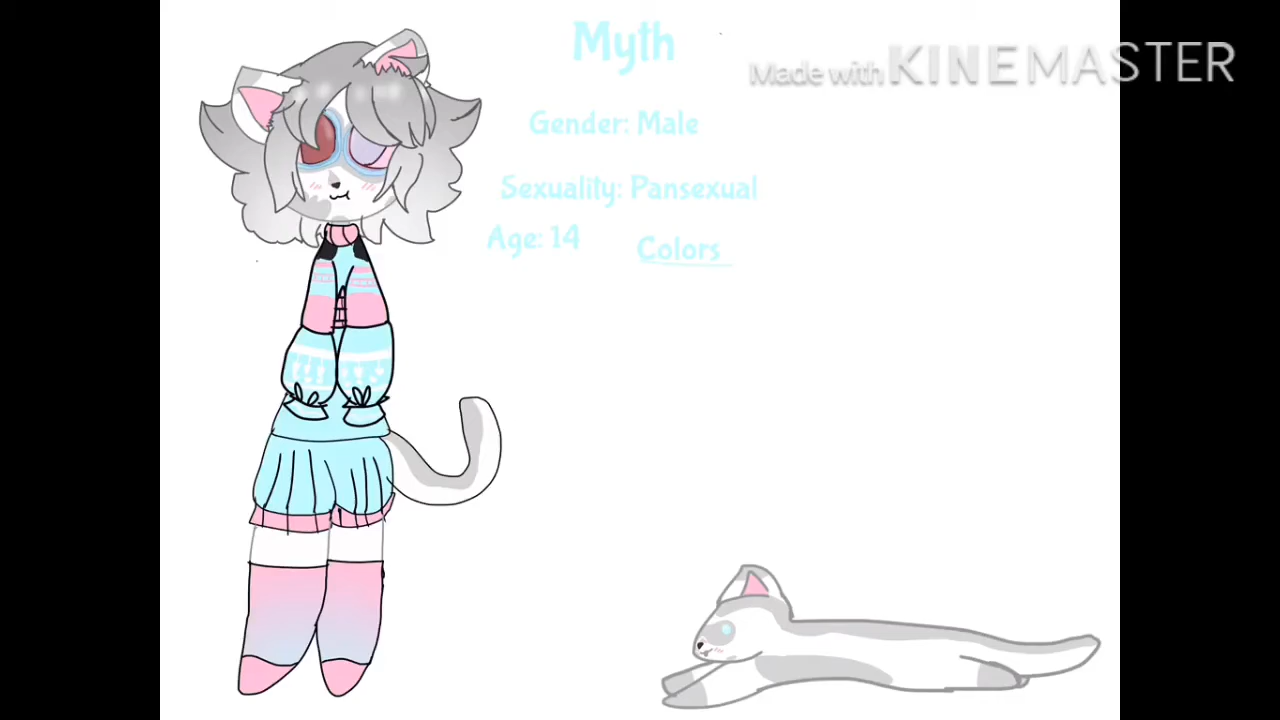 Myth
Made with KINEMASTER
Gender: Male
Sexuality: Pansexual
Age: 14
Colors